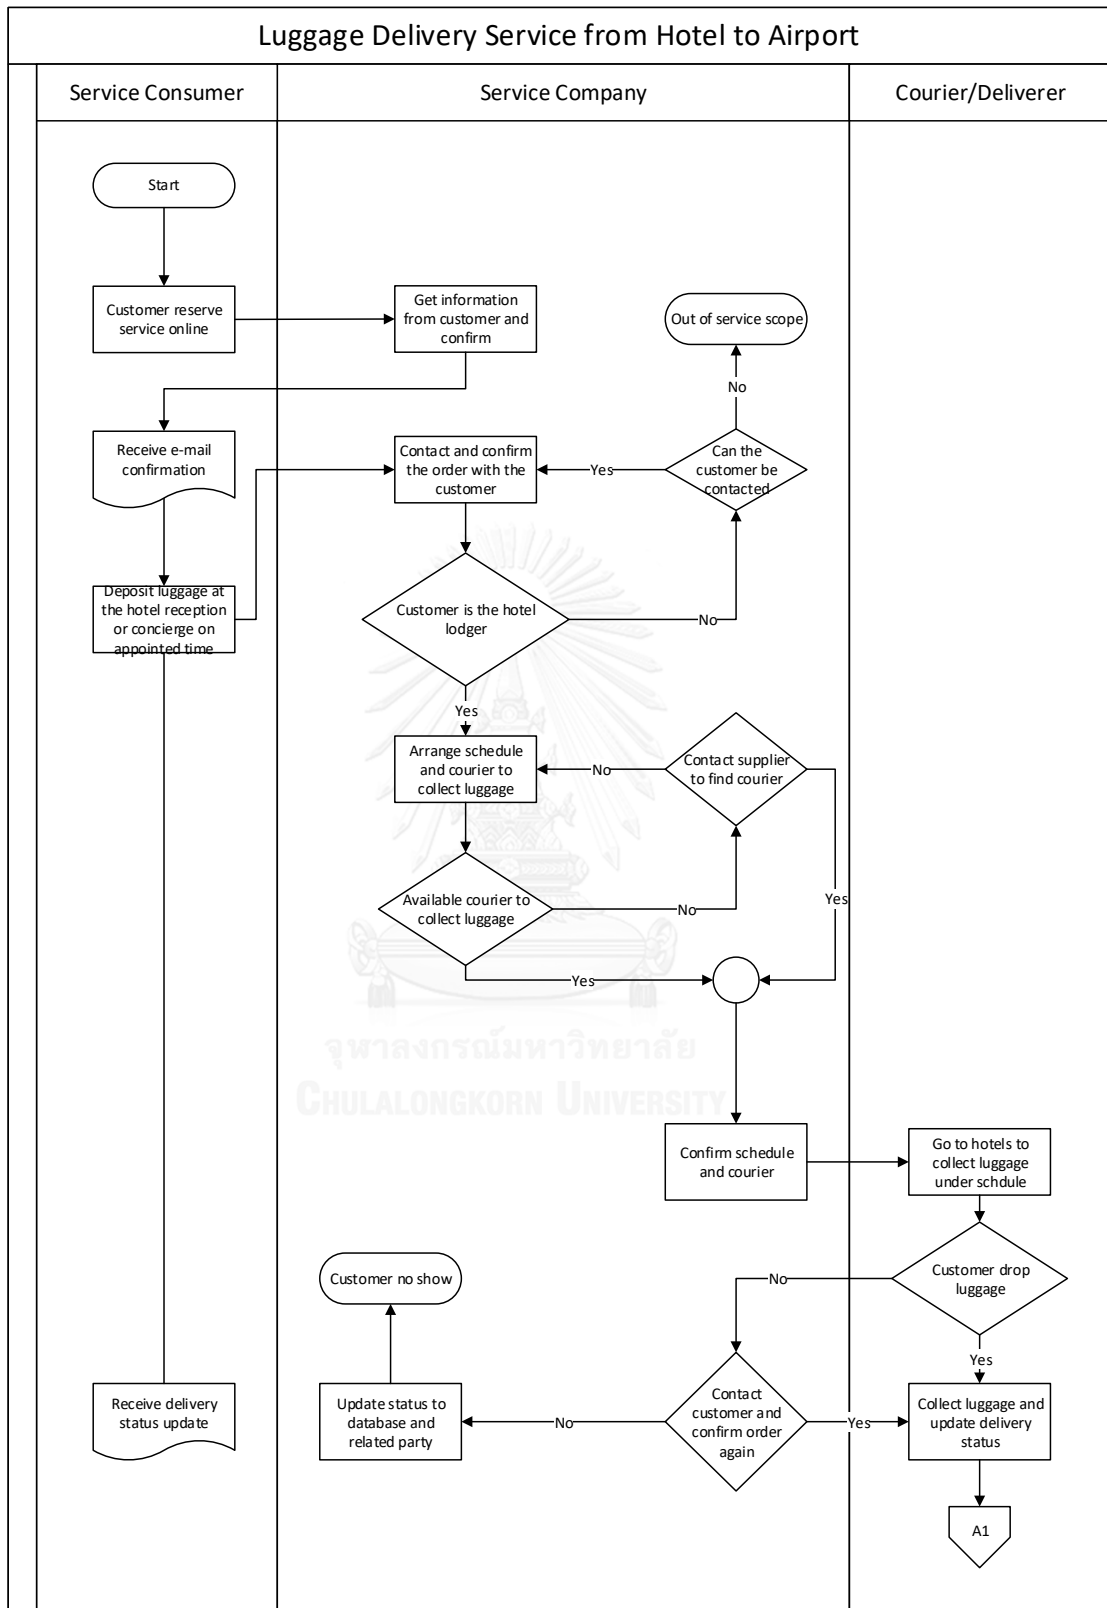 Luggage Delivery Service from Hotel to Airport
Service Consumer
Service Company
Courier/Deliverer
Start
Customer reserve
service online
Get information
from customer and
confirm
Out of service scope
No
Receive e-mail
confirmation
Contact and confirm
the order with the
customer
Yes
Can the
customer be
contacted
Deposit luggage at
the hotel reception
or concierge on
appointed time
Customer is the hotel
lodger
No
Yes
Arrange schedule
and courier to
collect luggage
No
Contact supplier
to find courier
Available courier to
collect luggage
No
Yes
Yes
จุฬาลงกรณ์มหาวิทยาลัย
CHULALONGKORN UNIVERSITY
Confirm schedule
and courier
Go to hotels to
collect luggage
under schdule
Customer no show
No
Customer drop
luggage
Yes
Receive delivery
status update
Update status to
database and
related party
No
Contact
customer and
confirm order
again
Yes
Collect luggage and
update delivery
status
A1